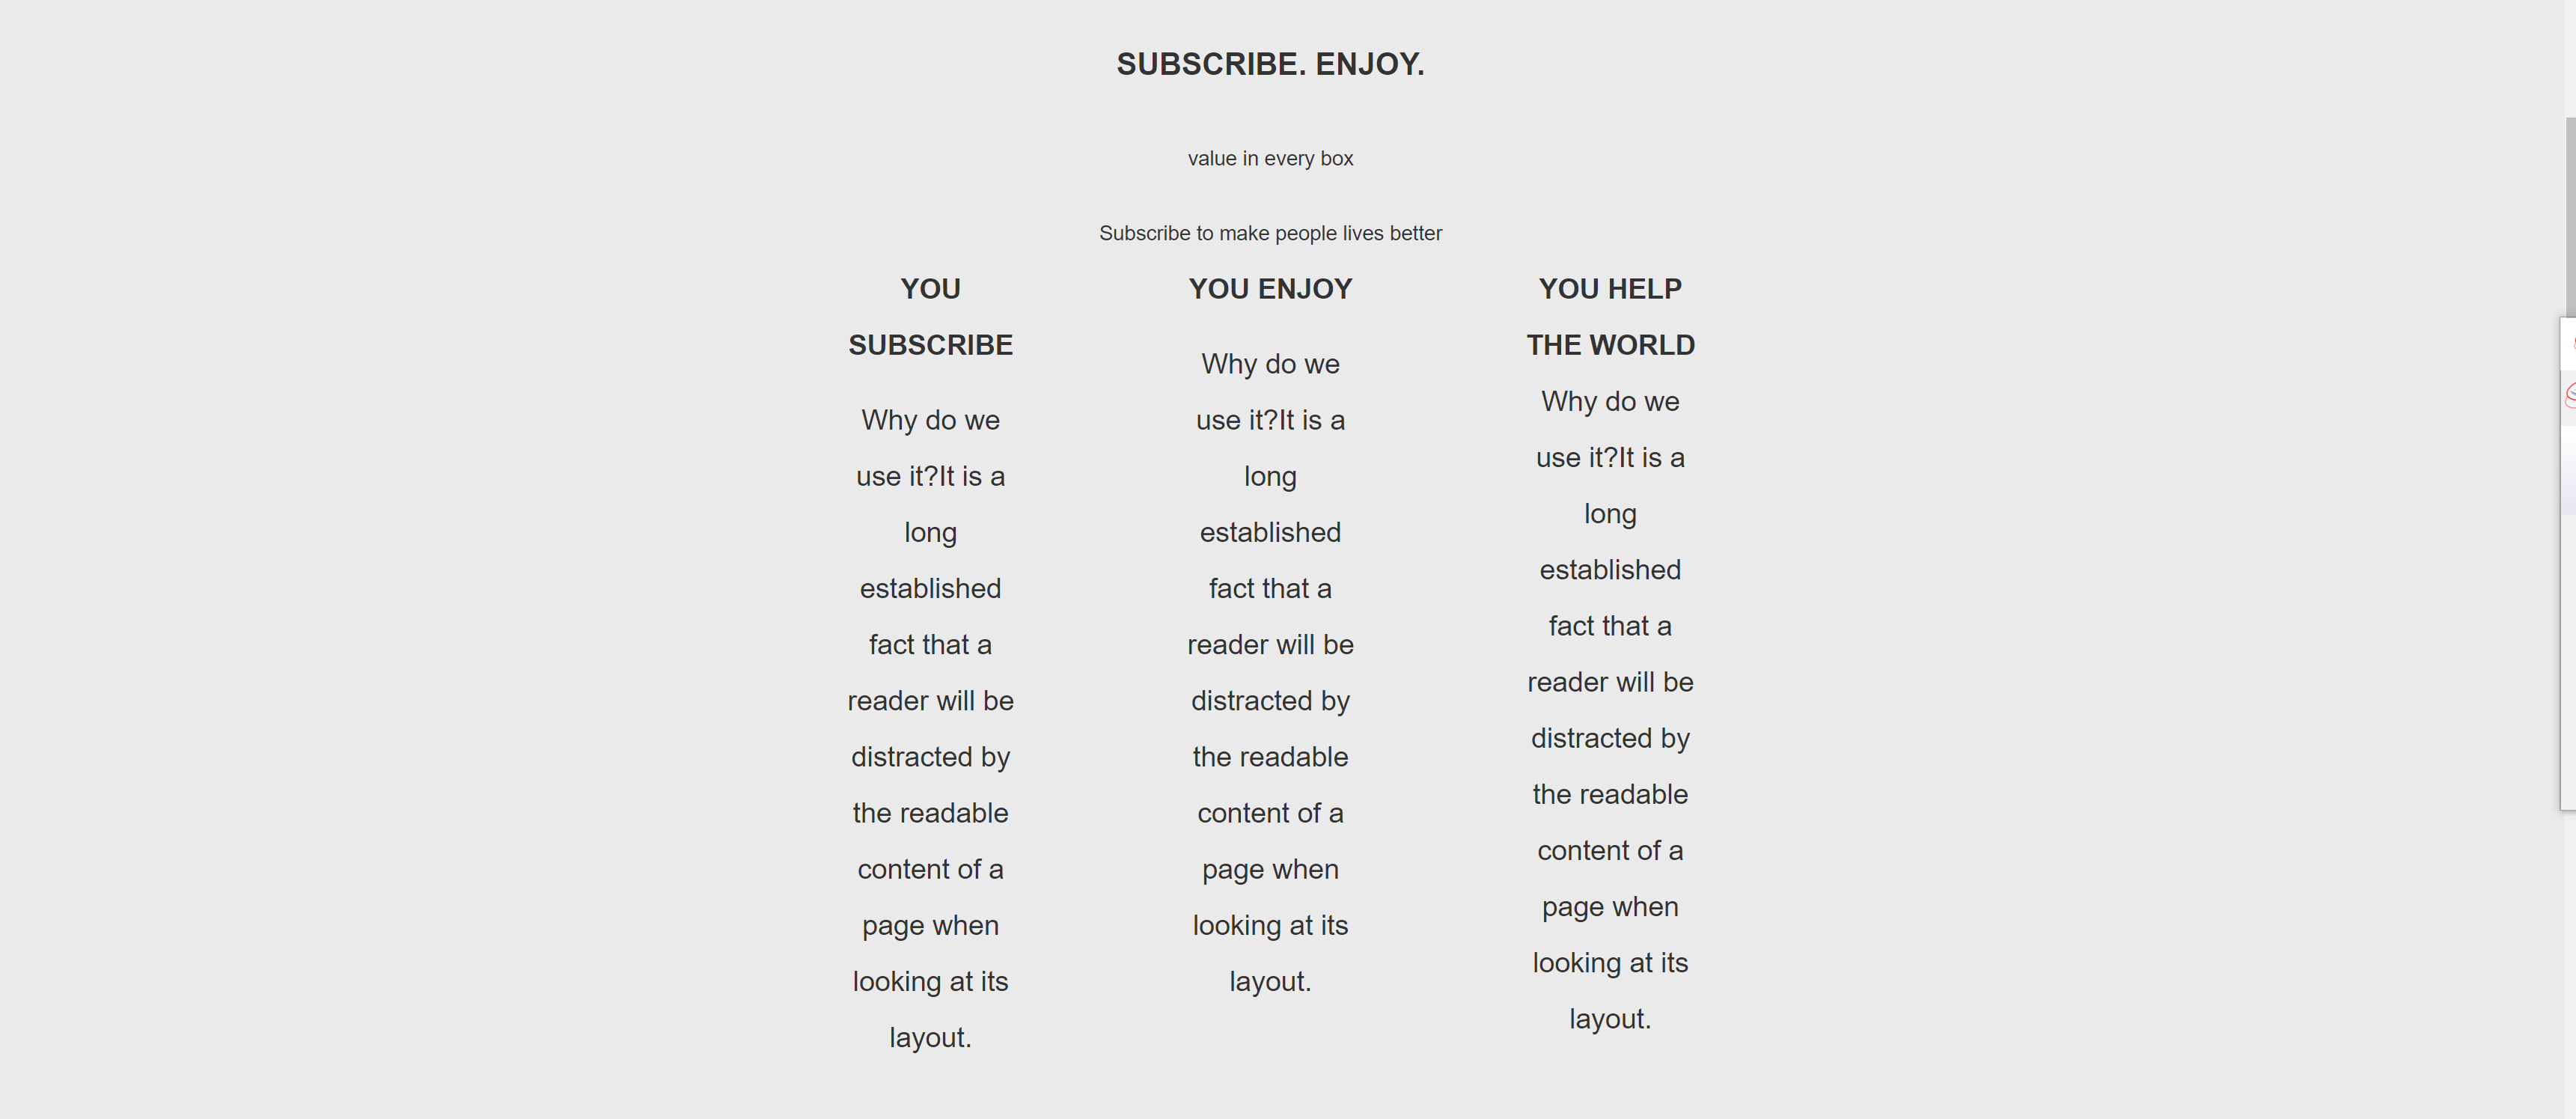 SUBSCRIBE. ENJOY.
value in every box
Subscribe to make people lives better
YOU
SUBSCRIBE
Why do we
use it?It is a
long
established
fact that a
reader will be
distracted by
the readable
content of a
page when
looking at its
layout.
YOU ENJOY
Why do we
use it?It is a
long
established
fact that a
reader will be
distracted by
the readable
content of a
page when
looking at its
layout.
YOU HELP
THE WORLD
Why do we
use it?It is a
long
established
fact that a
reader will be
distracted by
the readable
content of a
page when
looking at its
layout.